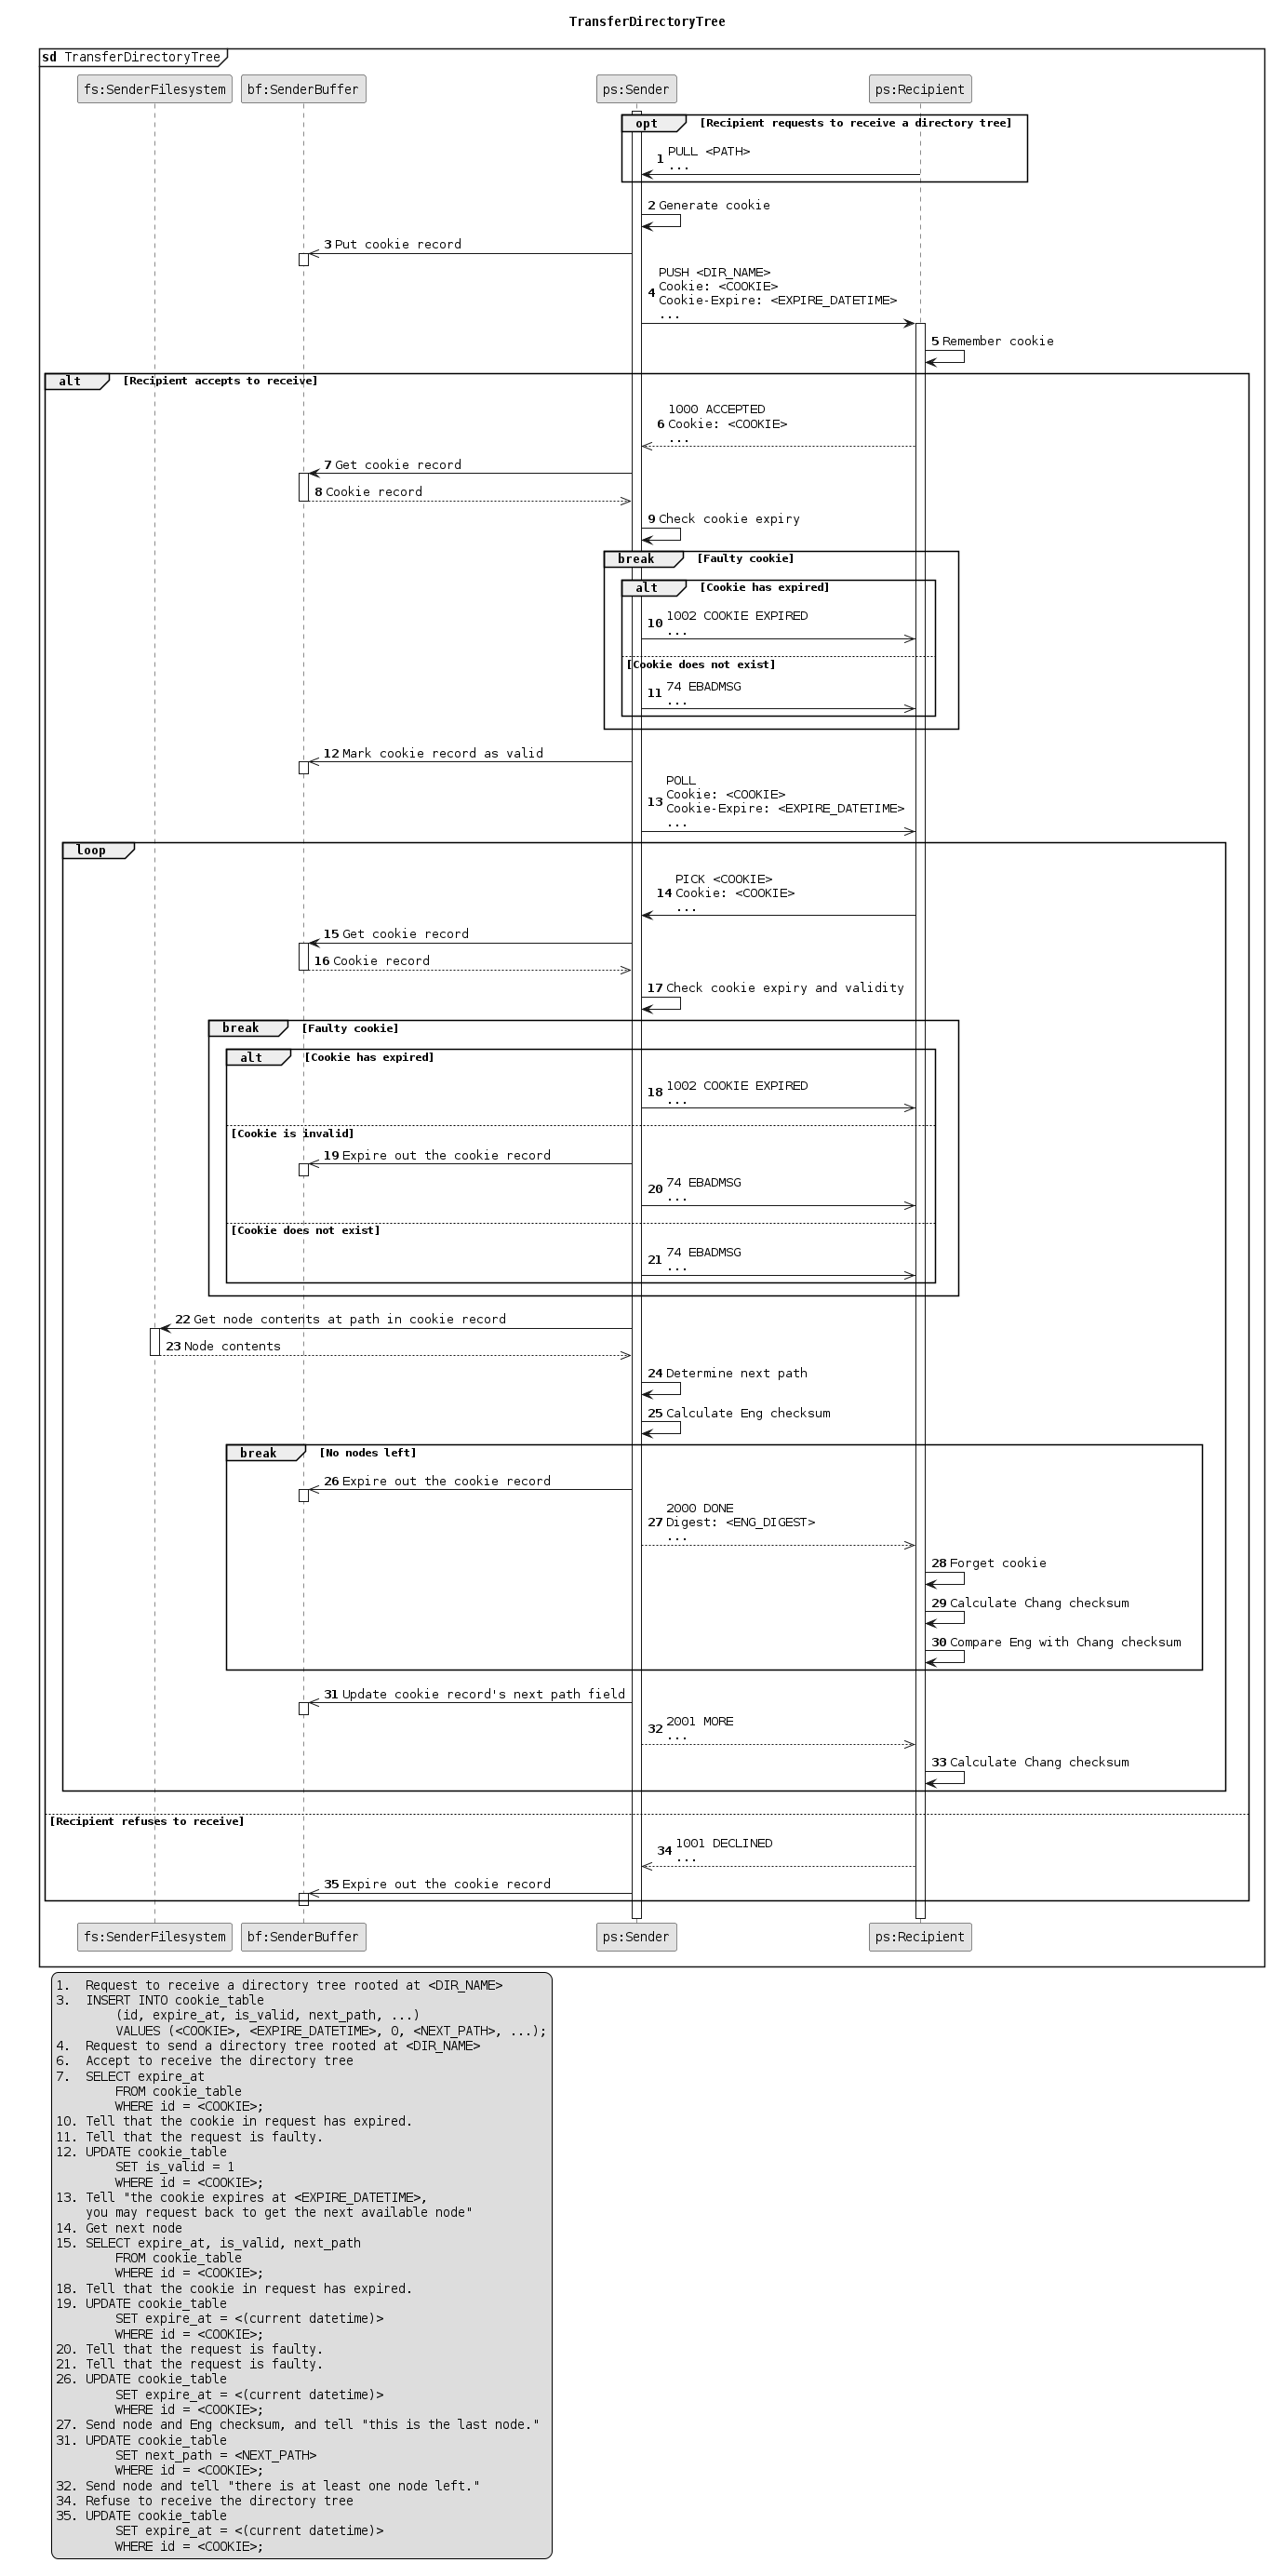 TransferDirectoryTree
sd TransferDirectoryTree
fs:SenderFilesystem bf:SenderBuffer ps:Sender ps:Recipient
opt [Recipient requests to receive a directory tree]
1 PULL <PATH>
...
2 Generate cookie
3 Put cookie record
4 PUSH <DIR_NAME>
Cookie: <COOKIE>
Cookie-Expire: <EXPIRE_DATETIME>
...
5 Remember cookie
alt [Recipient accepts to receive]
6 1000 ACCEPTED
Cookie: <COOKIE>
...
7 Get cookie record
8 Cookie record
9 Check cookie expiry
break [Faulty cookie]
alt [Cookie has expired]
10 1002 COOKIE EXPIRED
...
[Cookie does not exist]
11 74 EBADMSG
...
12 Mark cookie record as valid
13 POLL
Cookie: <COOKIE>
Cookie-Expire: <EXPIRE_DATETIME>
...
loop
14 PICK <COOKIE>
Cookie: <COOKIE>
...
15 Get cookie record
16 Cookie record
17 Check cookie expiry and validity
break [Faulty cookie]
alt [Cookie has expired]
18 1002 COOKIE EXPIRED
...
[Cookie is invalid]
19 Expire out the cookie record
20 74 EBADMSG
...
[Cookie does not exist]
21 74 EBADMSG
...
22 Get node contents at path in cookie record
23 Node contents
24 Determine next path
25 Calculate Eng checksum
break [No nodes left]
26 Expire out the cookie record
27 2000 DONE
Digest: <ENG_DIGEST>
...
28 Forget cookie
29 Calculate Chang checksum
30 Compare Eng with Chang checksum
31 Update cookie record's next path field
32 2001 MORE
...
33 Calculate Chang checksum
[Recipient refuses to receive]
34 1001 DECLINED
...
35 Expire out the cookie record
fs:SenderFilesystem bf:SenderBuffer ps:Sender ps:Recipient
1. Request to receive a directory tree rooted at <DIR_NAME>
3. INSERT INTO cookie_table
(id, expire_at, is_valid, next_path, ...)
VALUES (<COOKIE>, <EXPIRE_DATETIME>, 0, <NEXT_PATH>, ...);
4. Request to send a directory tree rooted at <DIR_NAME>
6. Accept to receive the directory tree
7. SELECT expire_at
FROM cookie_table
WHERE id = <COOKIE>;
10. Tell that the cookie in request has expired.
11. Tell that the request is faulty.
12. UPDATE cookie_table
SET is_valid = 1
WHERE id = <COOKIE>;
13. Tell "the cookie expires at <EXPIRE_DATETIME>,
you may request back to get the next available node"
14. Get next node
15. SELECT expire_at, is_valid, next_path
FROM cookie_table
WHERE id = <COOKIE>;
18. Tell that the cookie in request has expired.
19. UPDATE cookie_table
SET expire_at = <(current datetime)>
WHERE id = <COOKIE>;
20. Tell that the request is faulty.
21. Tell that the request is faulty.
26. UPDATE cookie_table
SET expire_at = <(current datetime)>
WHERE id = <COOKIE>;
27. Send node and Eng checksum, and tell "this is the last node."
31. UPDATE cookie_table
SET next_path = <NEXT_PATH>
WHERE id = <COOKIE>;
32. Send node and tell "there is at least one node left."
34. Refuse to receive the directory tree
35. UPDATE cookie_table
SET expire_at = <(current datetime)>
WHERE id = <COOKIE>;